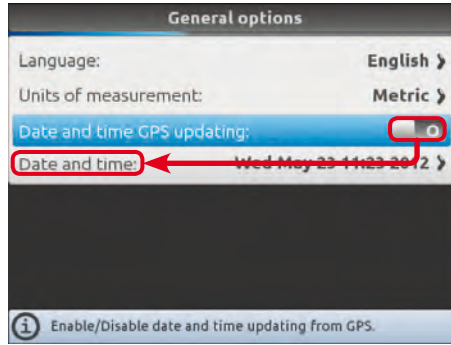 General options
Language: English
Units of measurement: Metric
Date and time GPS updating: O
Date and time: Wed May 23 11:23 2012
Enable/Disable date and time updating from GPS.